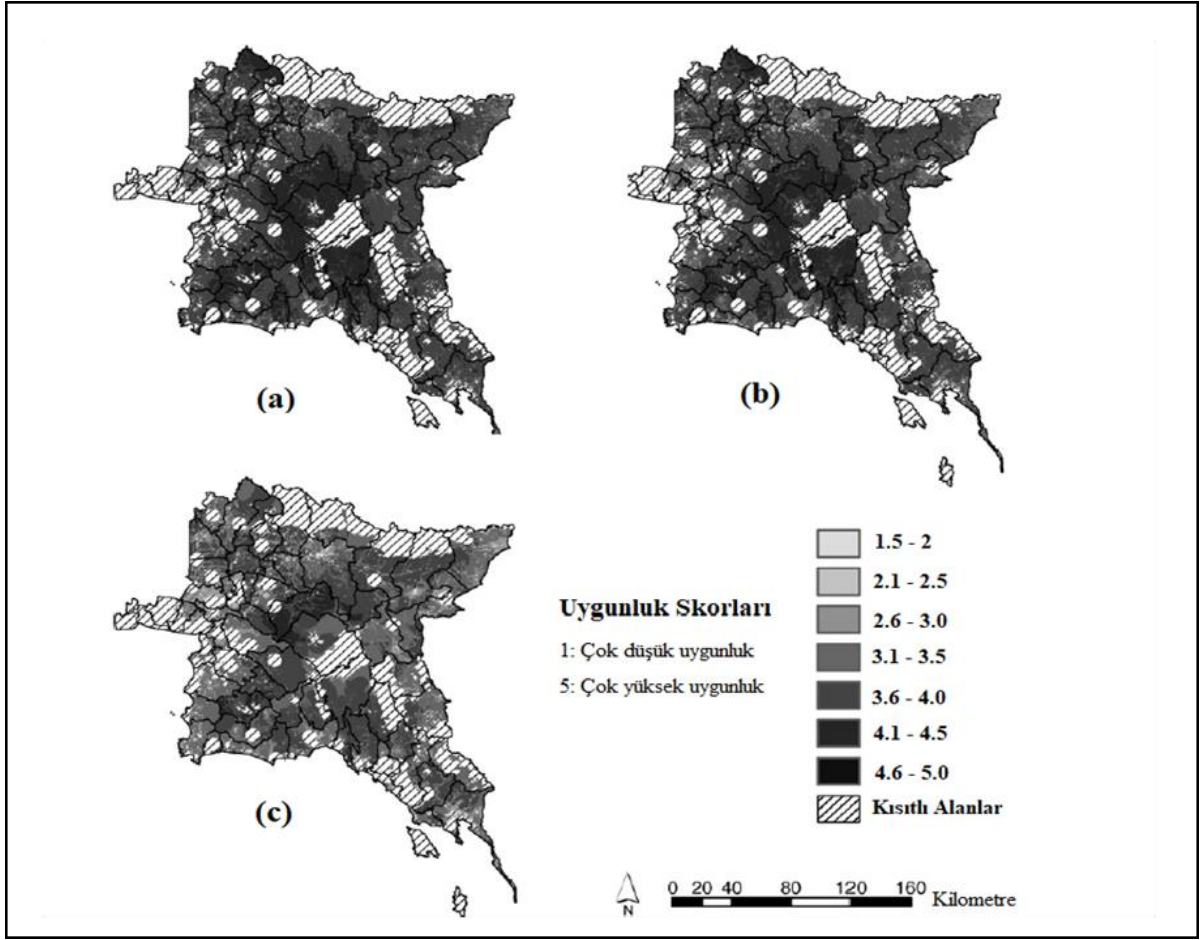 (a)
(b)
(c)
Uygunluk Skorları
1: Çok düşük uygunluk
5: Çok yüksek uygunluk
1.5 - 2
2.1 - 2.5
2.6 - 3.0
3.1 - 3.5
3.6 - 4.0
4.1 - 4.5
4.6 - 5.0
Kısıtlı Alanlar
N
0 20 40 80 120 160 Kilometre